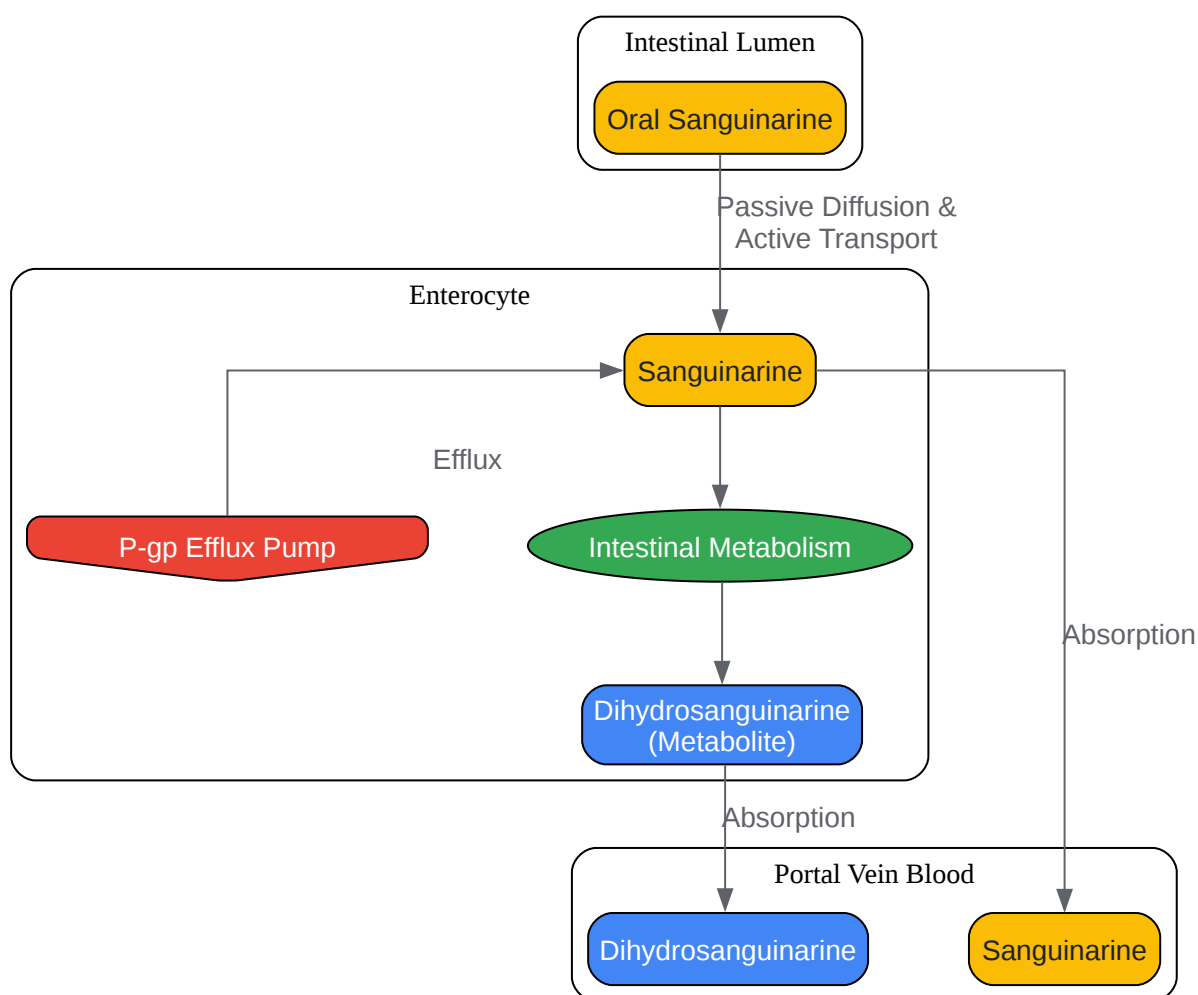 Intestinal Lumen
Oral Sanguinarine
Passive Diffusion &
Active Transport
Enterocyte
Sanguinarine
Efflux
P-gp Efflux Pump
Intestinal Metabolism
Absorption
Dihydrosanguinarine
(Metabolite)
Absorption
Portal Vein Blood
Dihydrosanguinarine
Sanguinarine